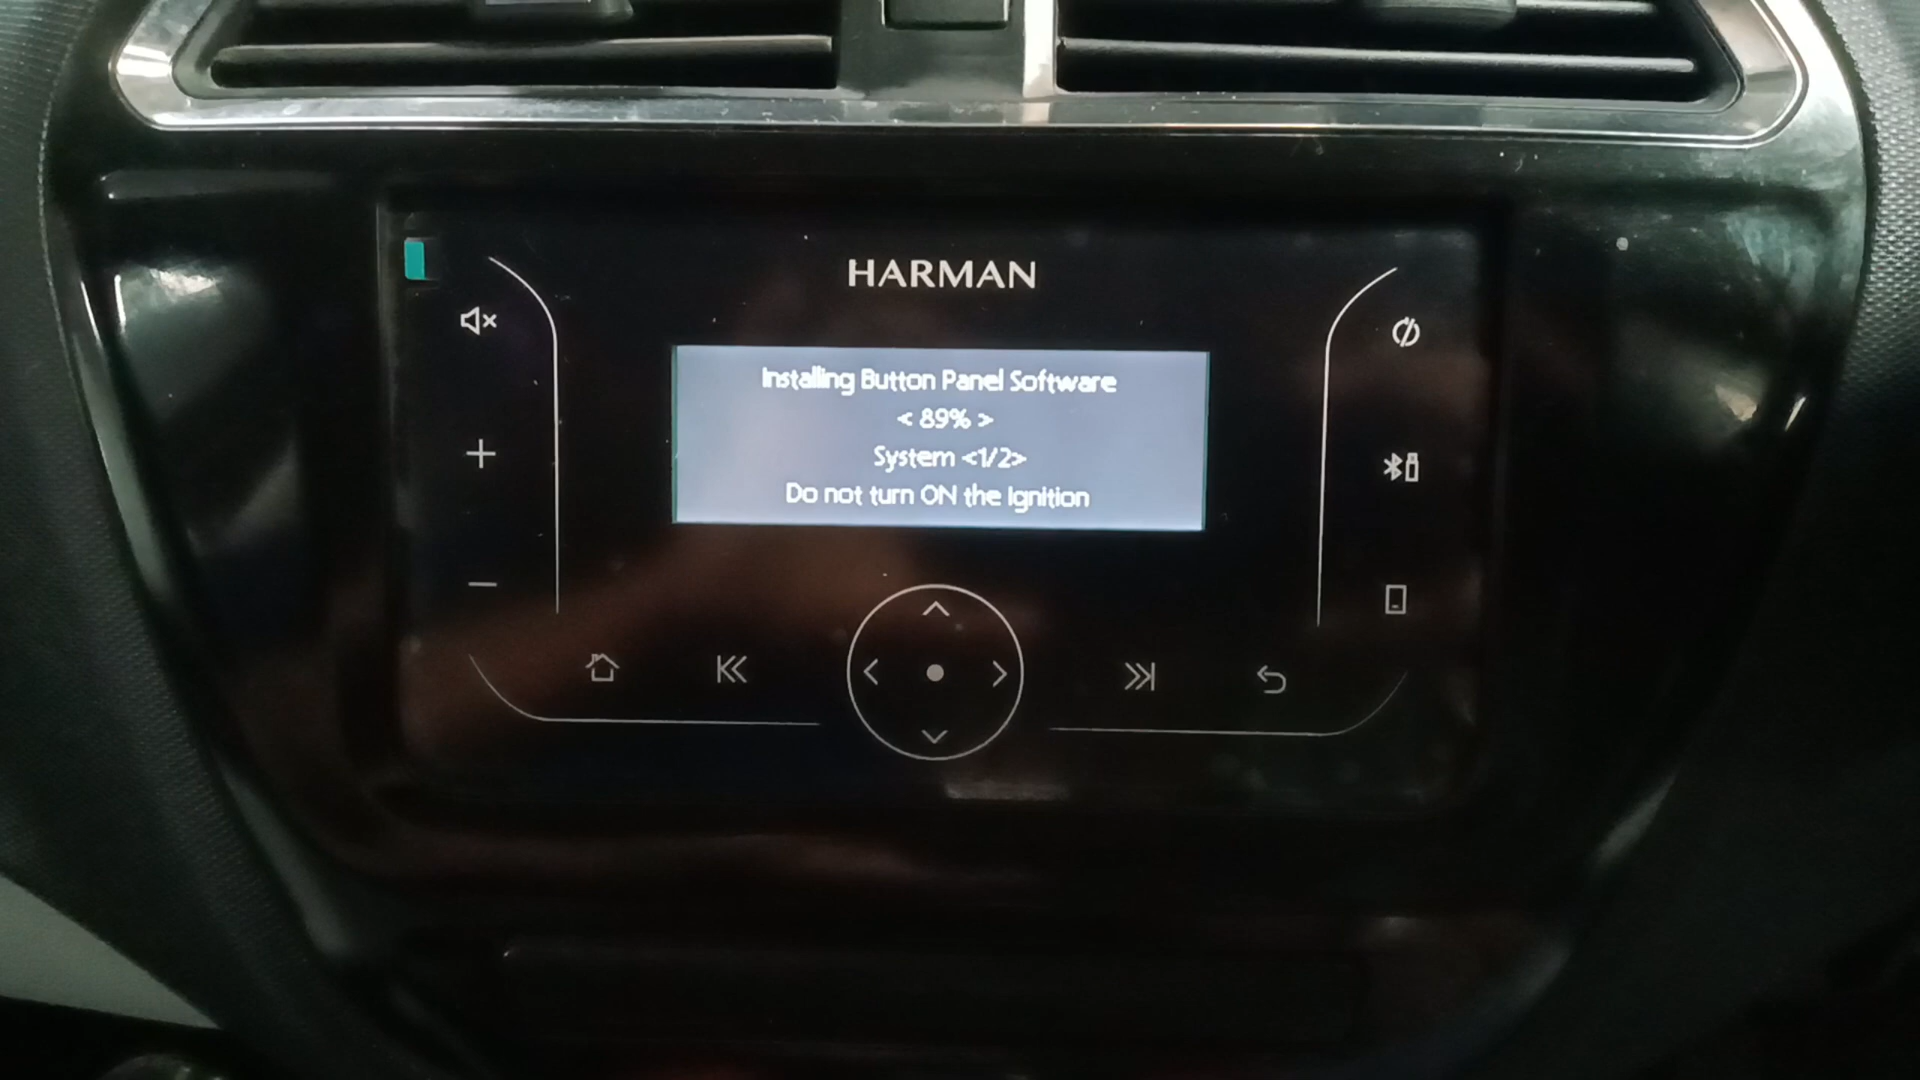 HARMAN
Installing Button Panel Software
< 89% >
System <1/2>
Do not turn ON the Ignition